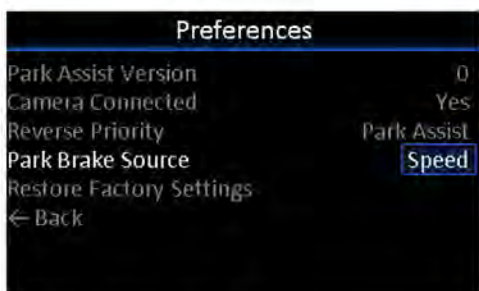 Preferences
Park Assist Version 0
Camera Connected Yes
Reverse Priority Park Assist
Park Brake Source Speed
Restore Factory Settings
← Back